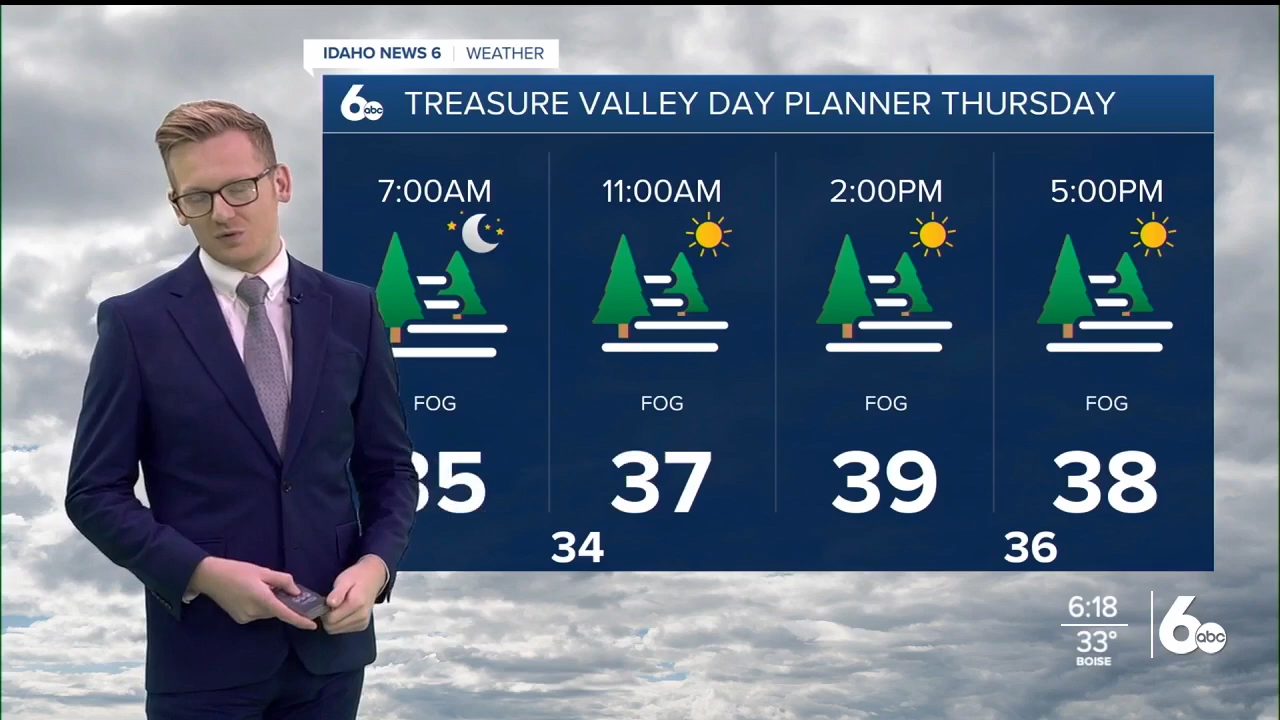 IDAHO NEWS 6 | WEATHER
6abc TREASURE VALLEY DAY PLANNER THURSDAY
7:00AM 11:00AM 2:00PM 5:00PM
FOG FOG FOG FOG
35 37 39 38
34 36
6:18
33°
BOISE
6abc